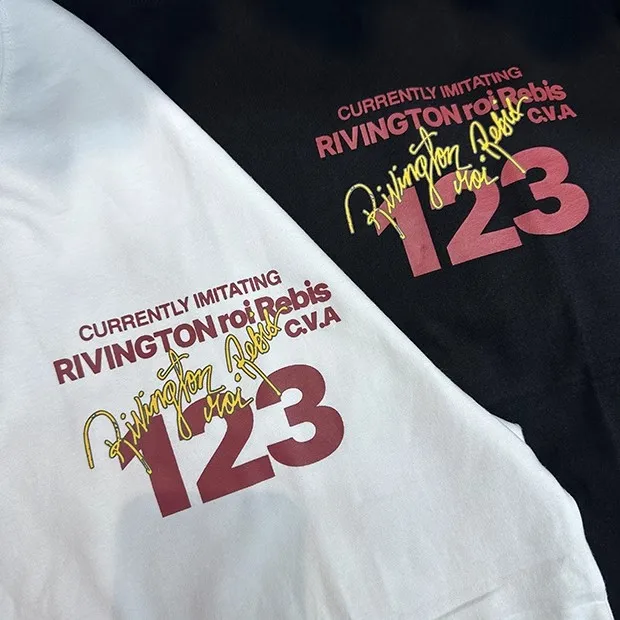 CURRENTLY IMITATING
RIVINGTON roi Rebis
C.V.A
Rivington
roi Rebis
123
CURRENTLY IMITATING
RIVINGTON roi Rebis
C.V.A
Rivington
roi Rebis
123